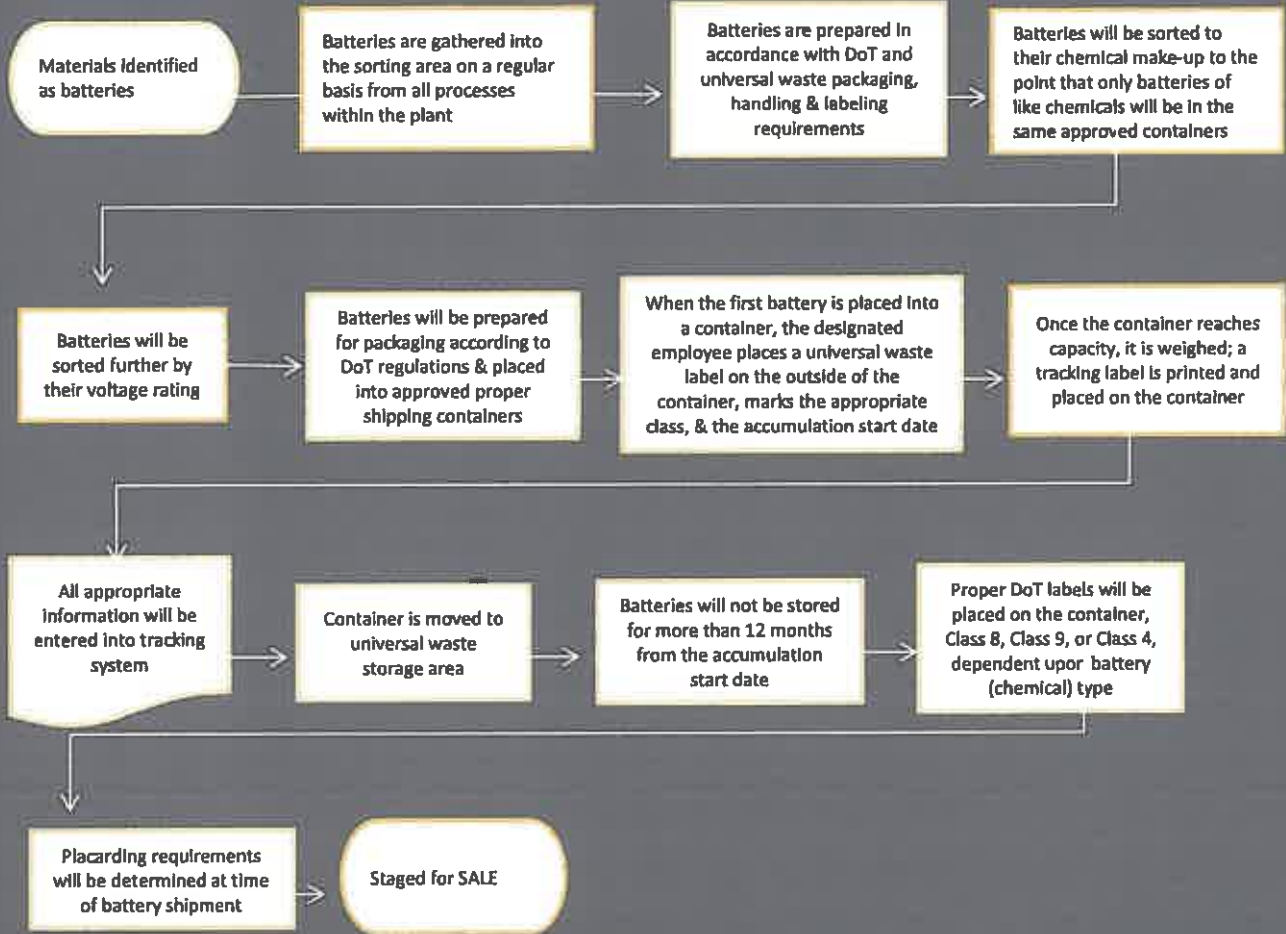 Materials identified
as batteries
Batteries are gathered into
the sorting area on a regular
basis from all processes
within the plant
Batteries are prepared in
accordance with DoT and
universal waste packaging,
handling & labeling
requirements
Batteries will be sorted to
their chemical make-up to the
point that only batteries of
like chemicals will be in the
same approved containers
Batteries will be
sorted further by
their voltage rating
Batteries will be prepared
for packaging according to
DoT regulations & placed
into approved proper
shipping containers
When the first battery is placed into
a container, the designated
employee places a universal waste
label on the outside of the
container, marks the appropriate
class, & the accumulation start date
Once the container reaches
capacity, it is weighed; a
tracking label is printed and
placed on the container
All appropriate
information will be
entered into tracking
system
Container is moved to
universal waste
storage area
Batteries will not be stored
for more than 12 months
from the accumulation
start date
Proper DoT labels will be
placed on the container,
Class 8, Class 9, or Class 4,
dependent upor battery
(chemical) type
Placarding requirements
will be determined at time
of battery shipment
Staged for SALE